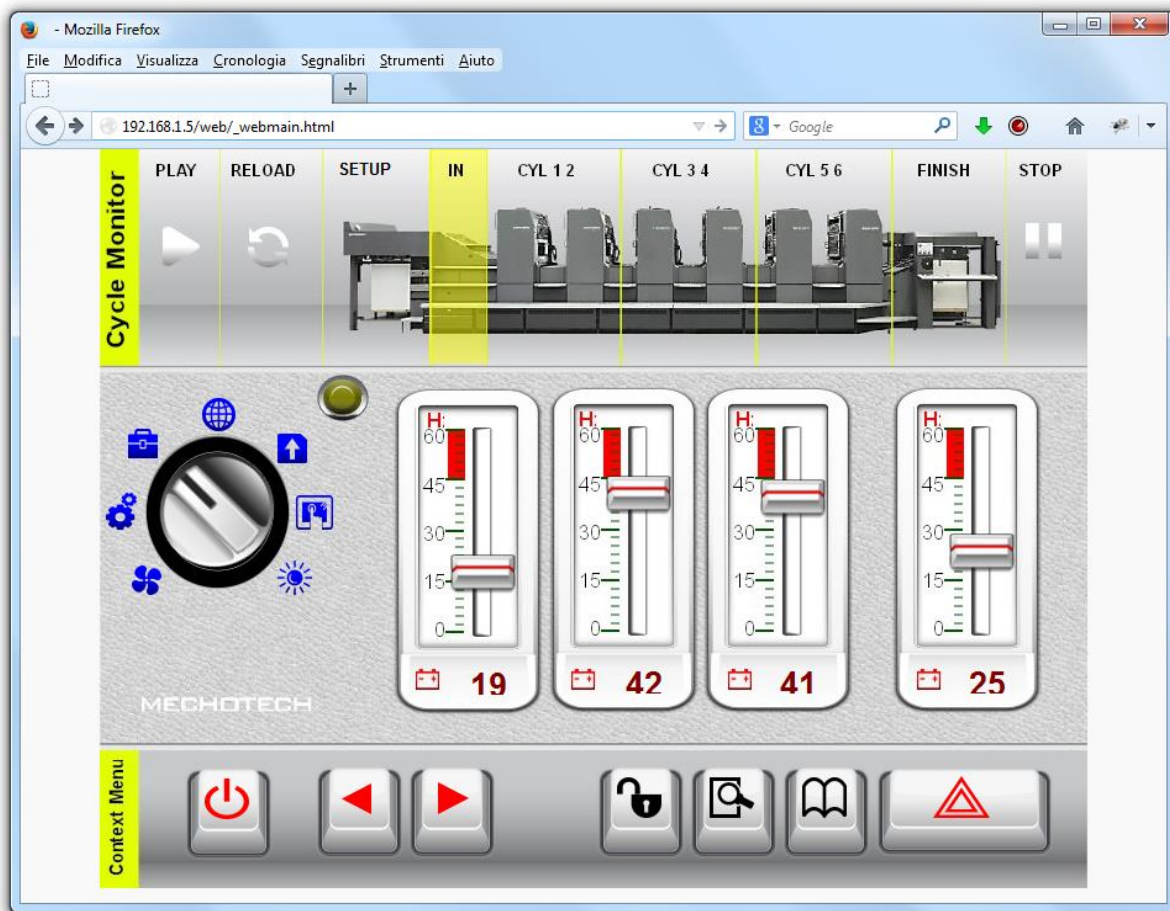 - Mozilla Firefox
File Modifica Visualizza Cronologia Segnalibri Strumenti Aiuto
192.168.1.5/web/_webmain.html
8 Google
Cycle Monitor
PLAY RELOAD SETUP IN CYL 1 2 CYL 3 4 CYL 5 6 FINISH STOP
H: H: H: H:
60 60 60 60
45 45 45 45
30 30 30 30
15 15 15 15
0 0 0 0
19 42 41 25
MECHOTECH
Context Menu